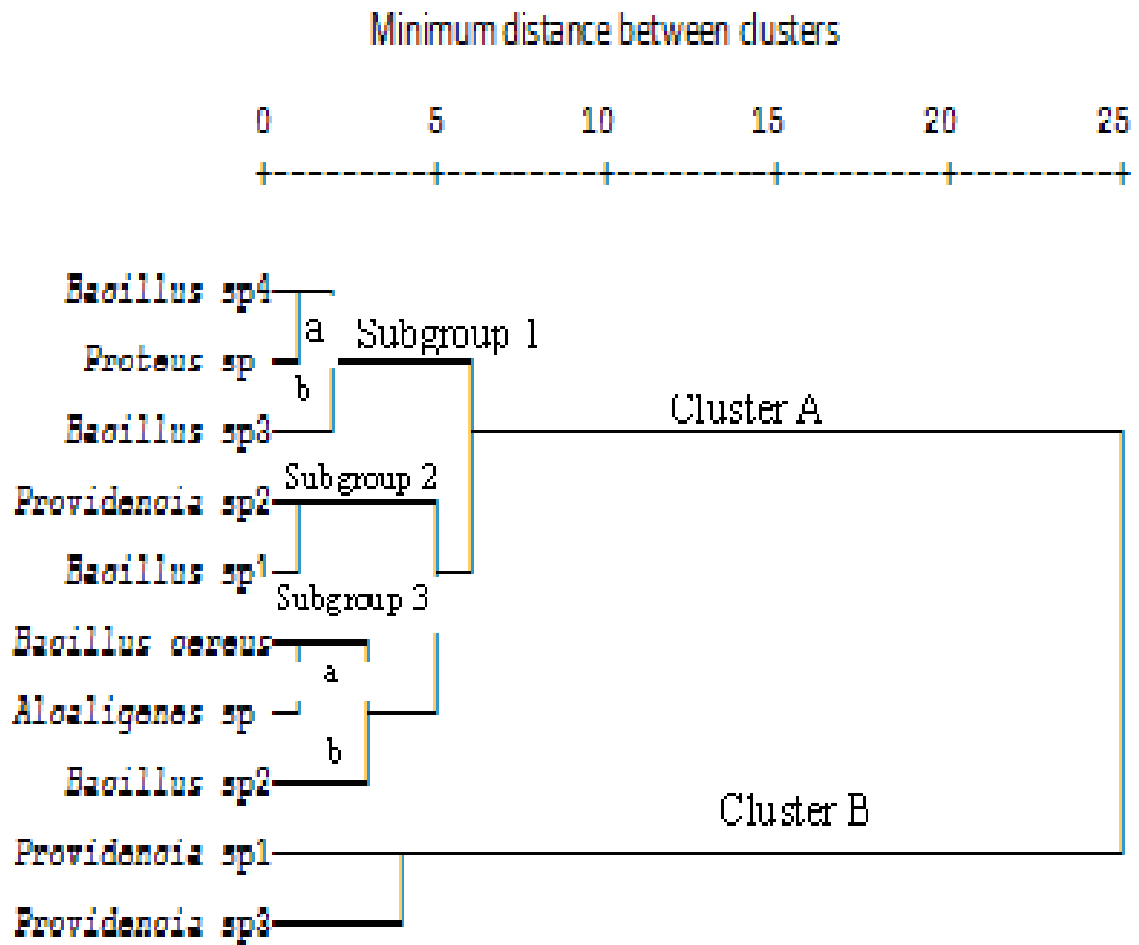 Minimum distance between clusters
0 5 10 15 20 25
+---------+---------+---------+---------+---------+
Bacillus sp4
a
Subgroup 1
Proteus sp
b
Bacillus sp3
Cluster A
Subgroup 2
Providencia sp2
Bacillus sp1
Subgroup 3
Bacillus cereus
a
Alcaligenes sp
b
Bacillus sp2
Cluster B
Providencia sp1
Providencia sp3